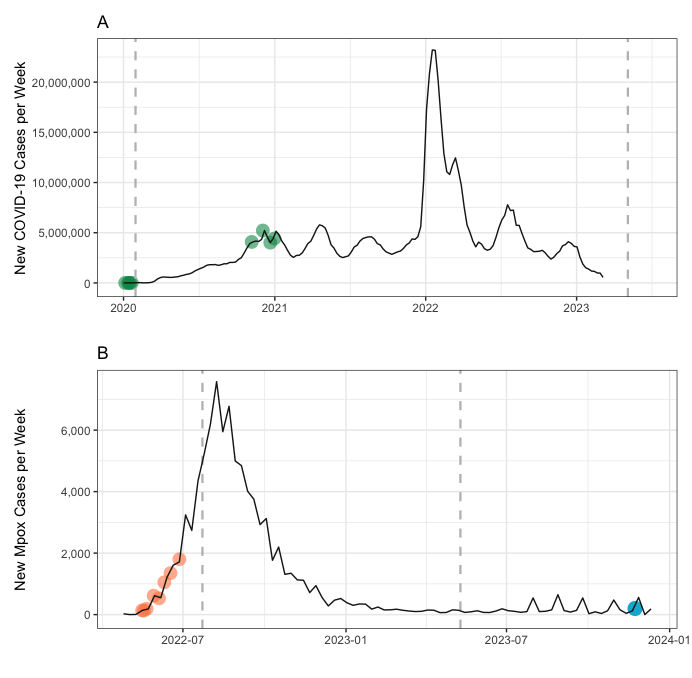 A
New COVID-19 Cases per Week
20,000,000
15,000,000
10,000,000
5,000,000
0
2020 2021 2022 2023
B
New Mpox Cases per Week
6,000
4,000
2,000
0
2022-07 2023-01 2023-07 2024-01